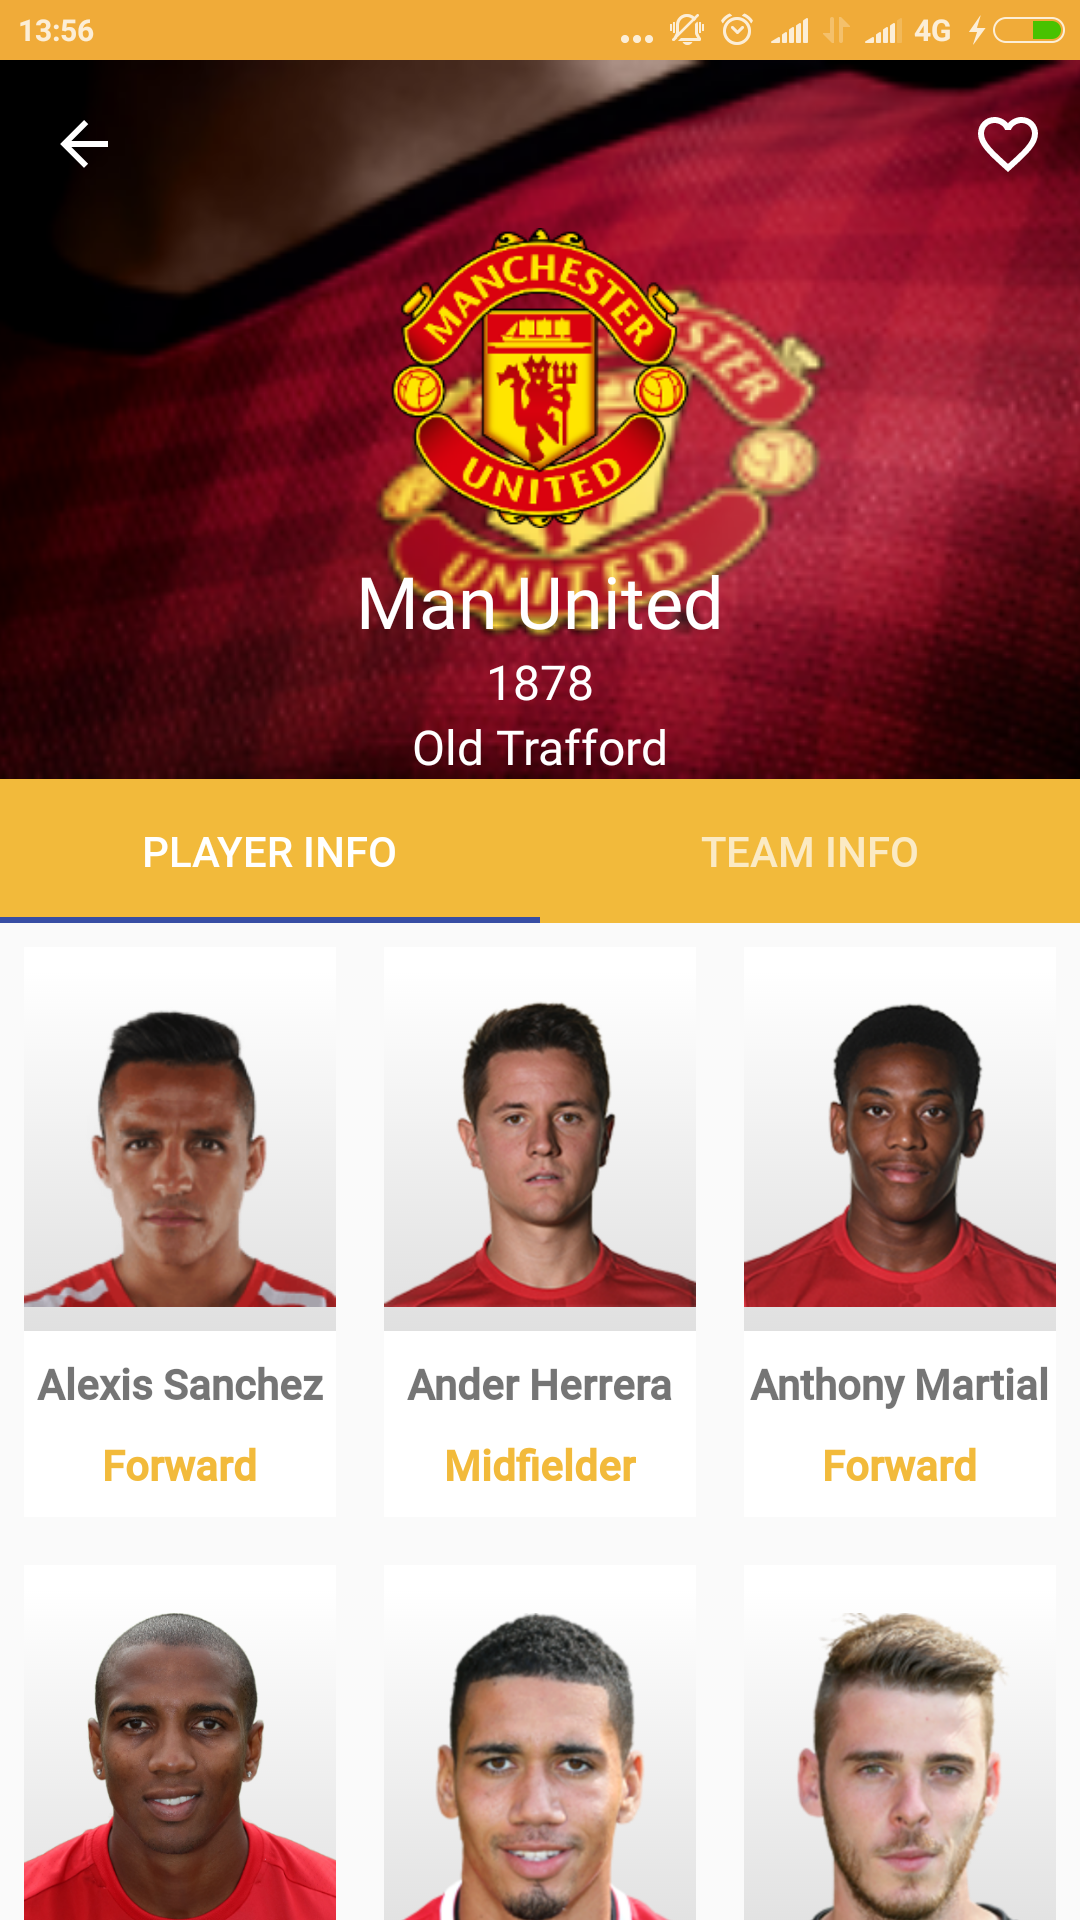 13:56
4G
MANCHESTER
STER
UNITED
UNITED
Man United
1878
Old Trafford
PLAYER INFO
TEAM INFO
Alexis Sanchez
Ander Herrera
Anthony Martial
Forward
Midfielder
Forward